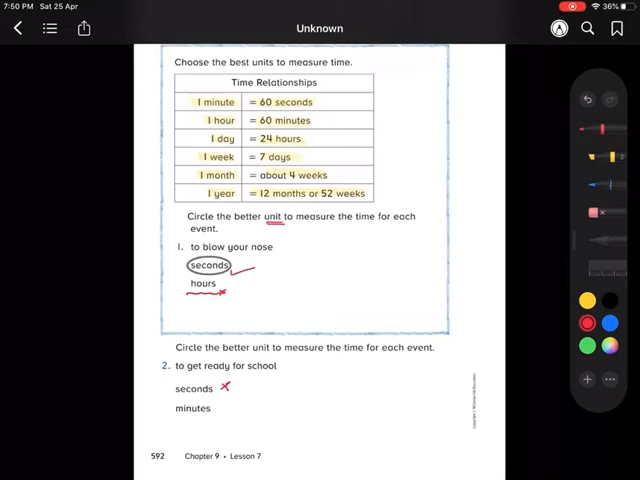 7:50 PM Sat 25 Apr
36%
Unknown
Choose the best units to measure time.
Time Relationships
1 minute = 60 seconds
1 hour = 60 minutes
1 day = 24 hours
1 week = 7 days
1 month = about 4 weeks
1 year = 12 months or 52 weeks
Circle the better unit to measure the time for each
event.
1. to blow your nose
seconds
hours
Circle the better unit to measure the time for each event.
2. to get ready for school
seconds
minutes
592 Chapter 9 • Lesson 7